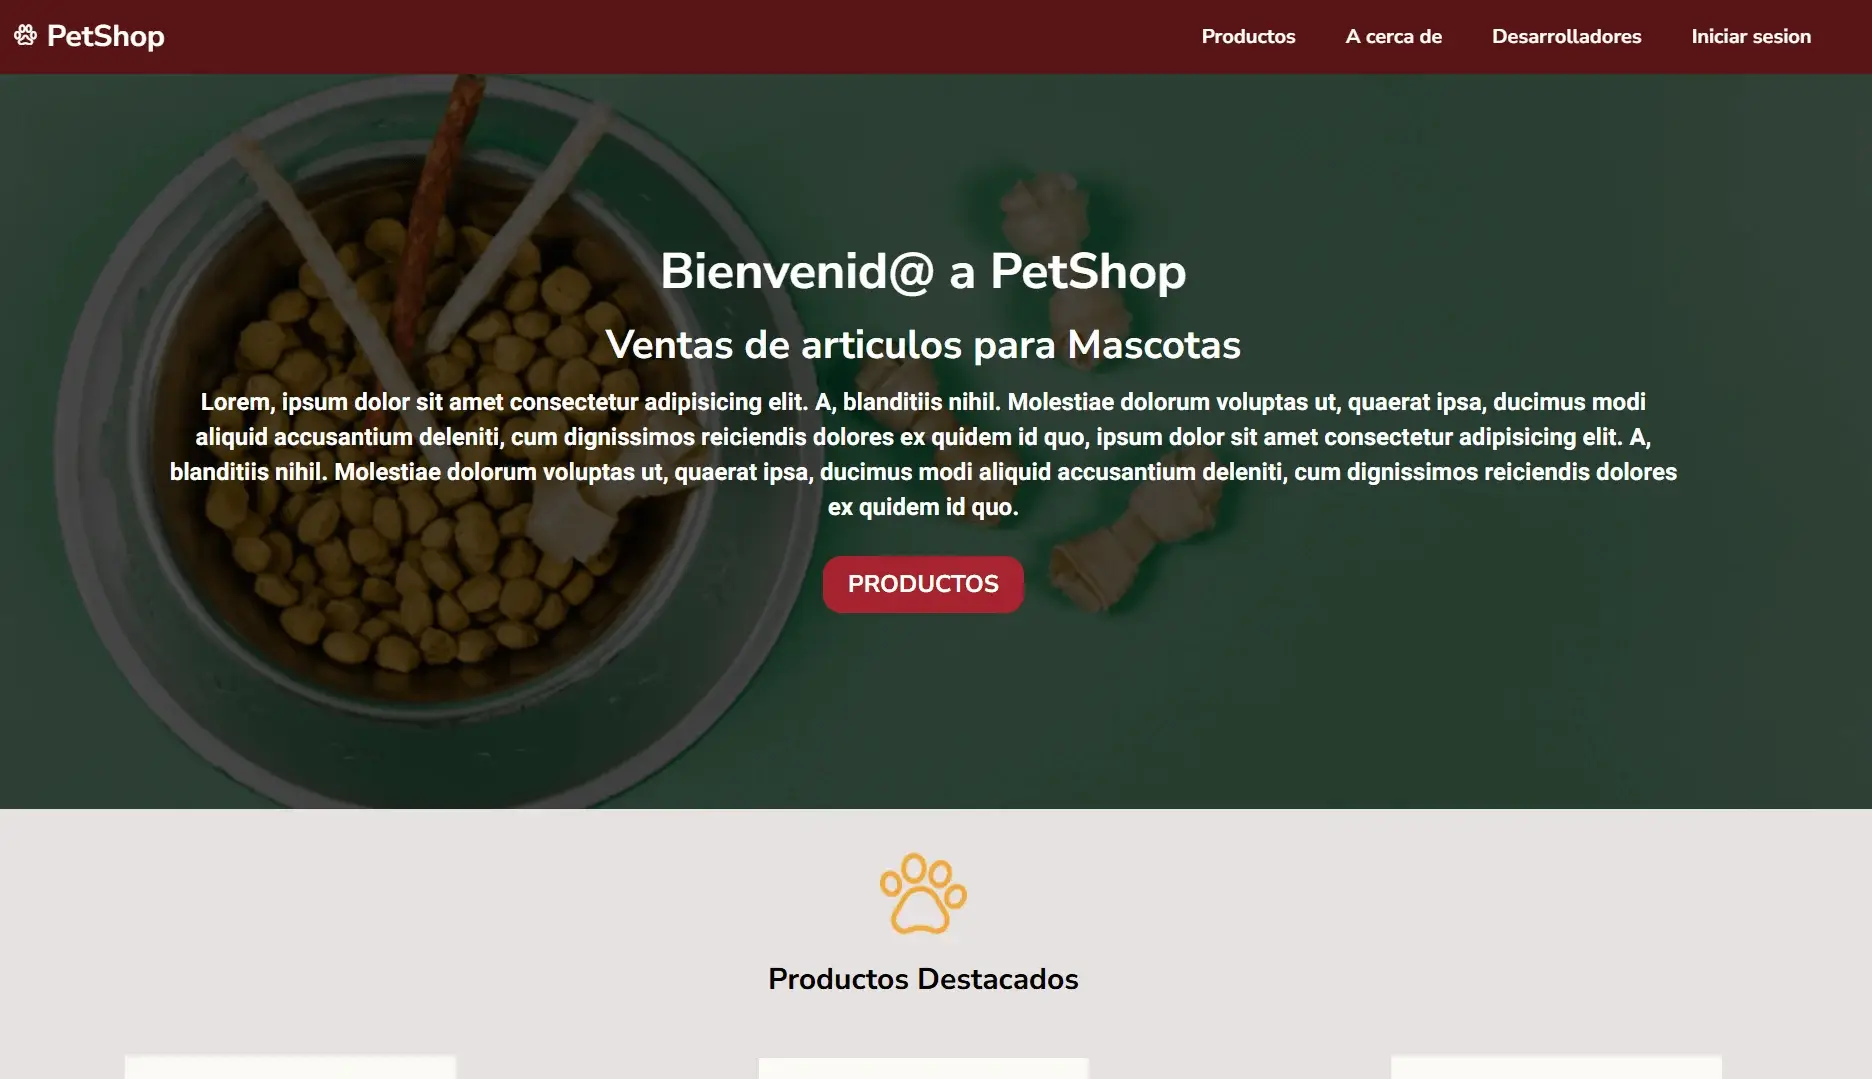 PetShop
Productos
A cerca de
Desarrolladores
Iniciar sesion
Bienvenid@ a PetShop
Ventas de articulos para Mascotas
Lorem, ipsum dolor sit amet consectetur adipisicing elit. A, blanditiis nihil. Molestiae dolorum voluptas ut, quaerat ipsa, ducimus modi
aliquid accusantium deleniti, cum dignissimos reiciendis dolores ex quidem id quo, ipsum dolor sit amet consectetur adipisicing elit. A,
blanditiis nihil. Molestiae dolorum voluptas ut, quaerat ipsa, ducimus modi aliquid accusantium deleniti, cum dignissimos reiciendis dolores
ex quidem id quo.
PRODUCTOS
Productos Destacados